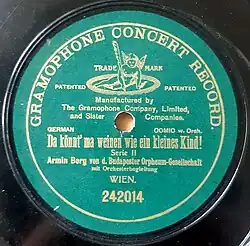 GRAMOPHONE CONCERT RECORD.
TRADE MARK
PATENTED PATENTED
Manufactured by
The Gramophone Company, Limited,
and Sister Companies.
GERMAN COMIC w. Orch.
Da könnt' ma weinen wie ein kleines Kind!
Serie II
Armin Berg von d. Budapester Orpheum-Gesellschaft
mit Orchesterbegleitung
WIEN.
242014